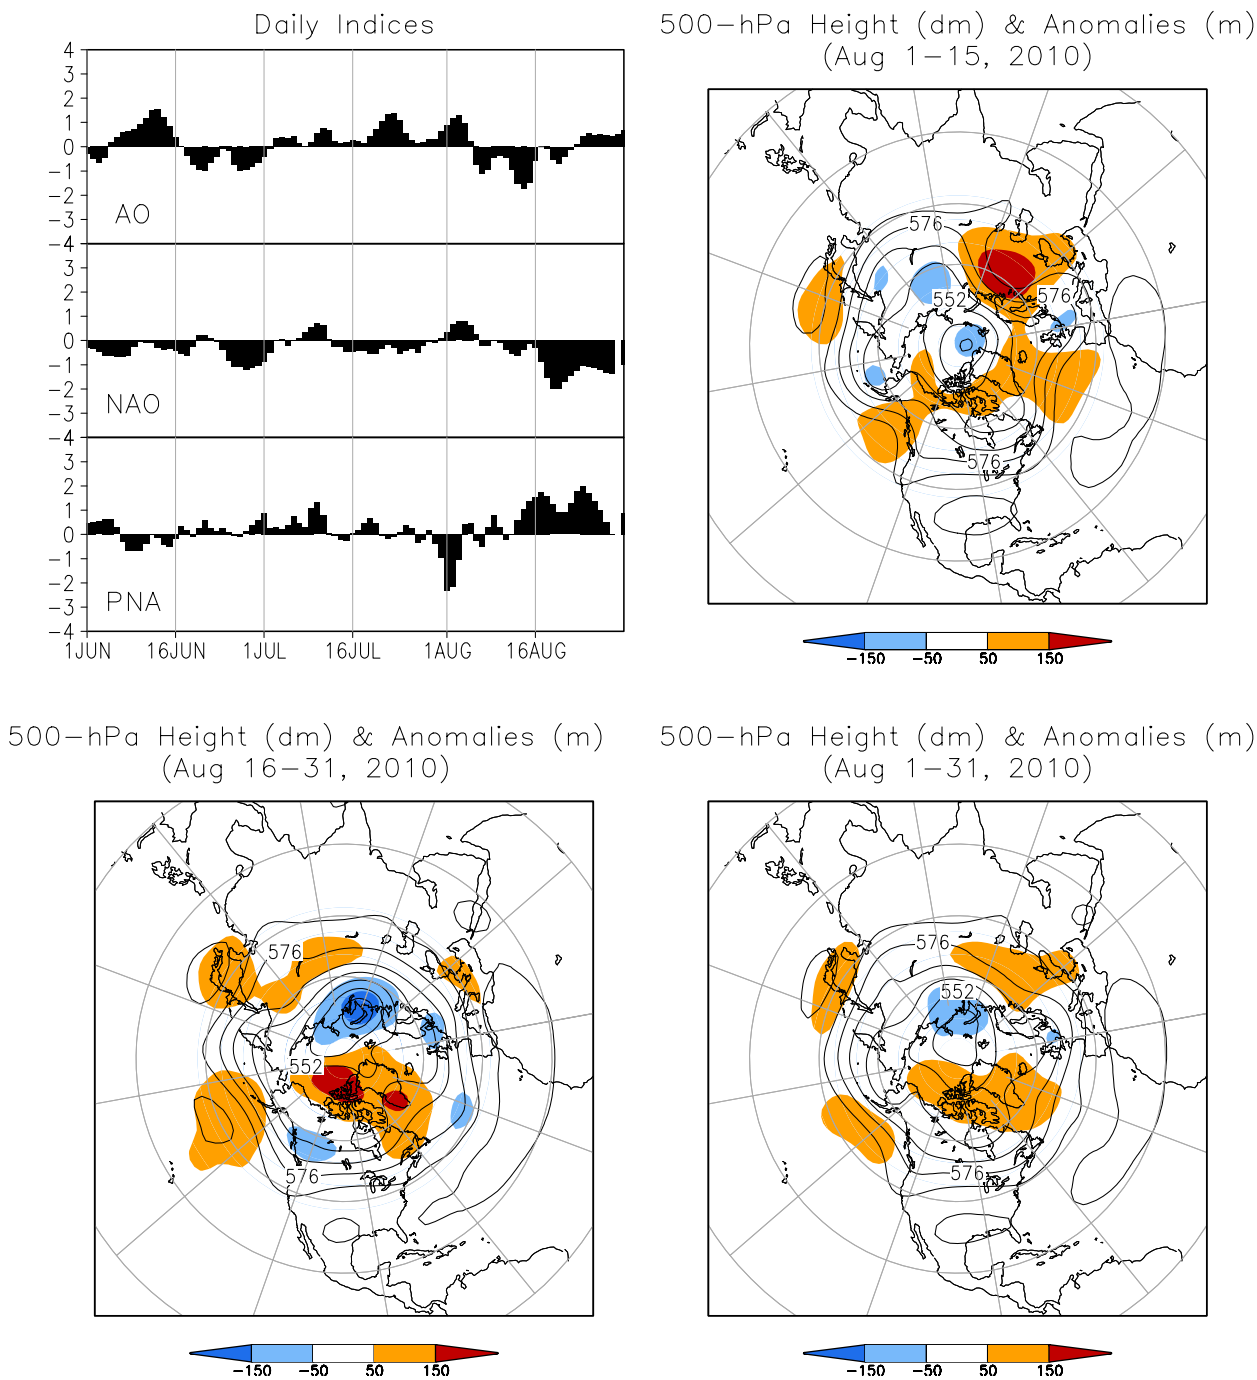 Daily Indices
4
3
2
1
0
−1
−2
−3
AO
−4
3
2
1
0
−1
−2
−3
NAO
−4
3
2
1
0
−1
−2
−3
PNA
−4
1JUN 16JUN 1JUL 16JUL 1AUG 16AUG
500−hPa Height (dm) & Anomalies (m)
(Aug 1−15, 2010)
576
552
576
576
−150 −50 50 150
500−hPa Height (dm) & Anomalies (m)
(Aug 16−31, 2010)
576
552
576
−150 −50 50 150
500−hPa Height (dm) & Anomalies (m)
(Aug 1−31, 2010)
576
552
576
−150 −50 50 150